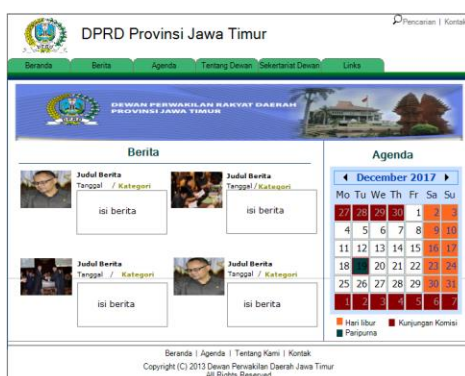 DPRD Provinsi Jawa Timur
Pencarian | Kontak
Beranda Berita Agenda Tentang Dewan Sekertariat Dewan Links
DEWAN PERWAKILAN RAKYAT DAERAH
PROVINSI JAWA TIMUR
Berita
Judul Berita
Tanggal / Kategori
isi berita
Judul Berita
Tanggal / Kategori
isi berita
Judul Berita
Tanggal / Kategori
isi berita
Judul Berita
Tanggal / Kategori
isi berita
Agenda
December 2017
Mo Tu We Th Fr Sa Su
27 28 29 30 1 2 3
4 5 6 7 8 9 10
11 12 13 14 15 16 17
18 19 20 21 22 23 24
25 26 27 28 29 30 31
1 2 3 4 5 6 7
Hari libur Kunjungan Komisi
Paripurna
Beranda | Agenda | Tentang Kami | Kontak
Copyright (C) 2013 Dewan Perwakilan Daerah Jawa Timur
All Rights Reserved